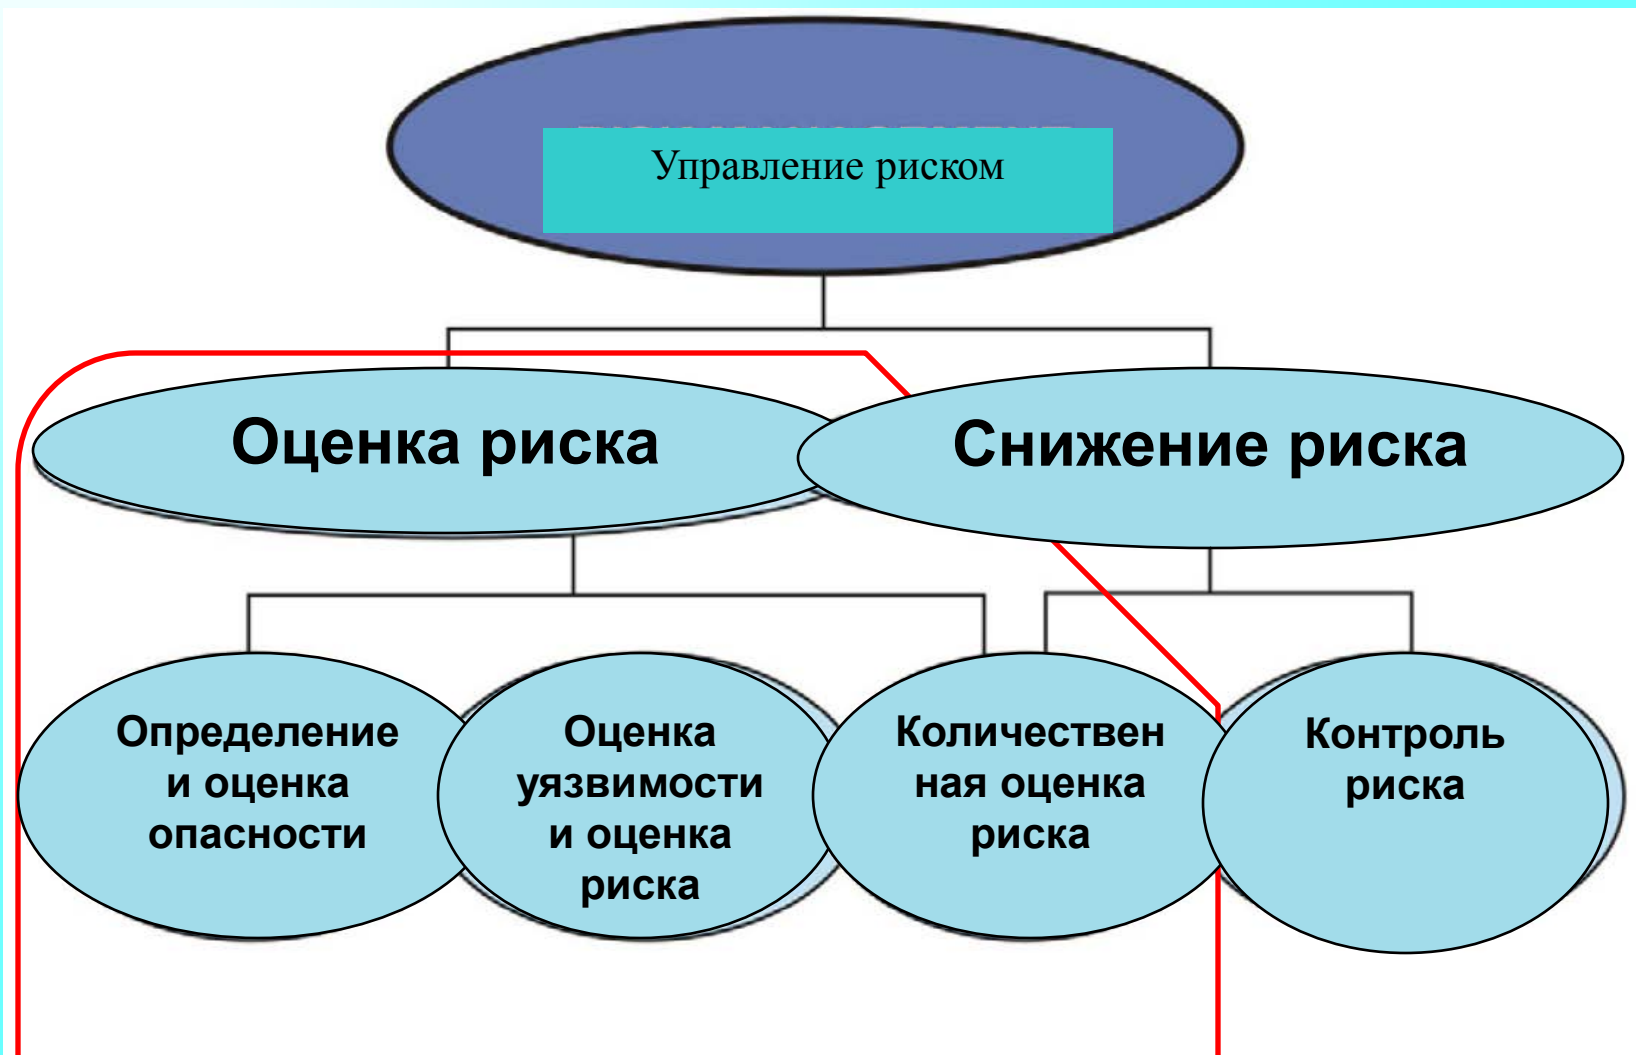 Управление риском
Оценка риска
Снижение риска
Определение
и оценка
опасности
Оценка
уязвимости
и оценка
риска
Количествен
ная оценка
риска
Контроль
риска